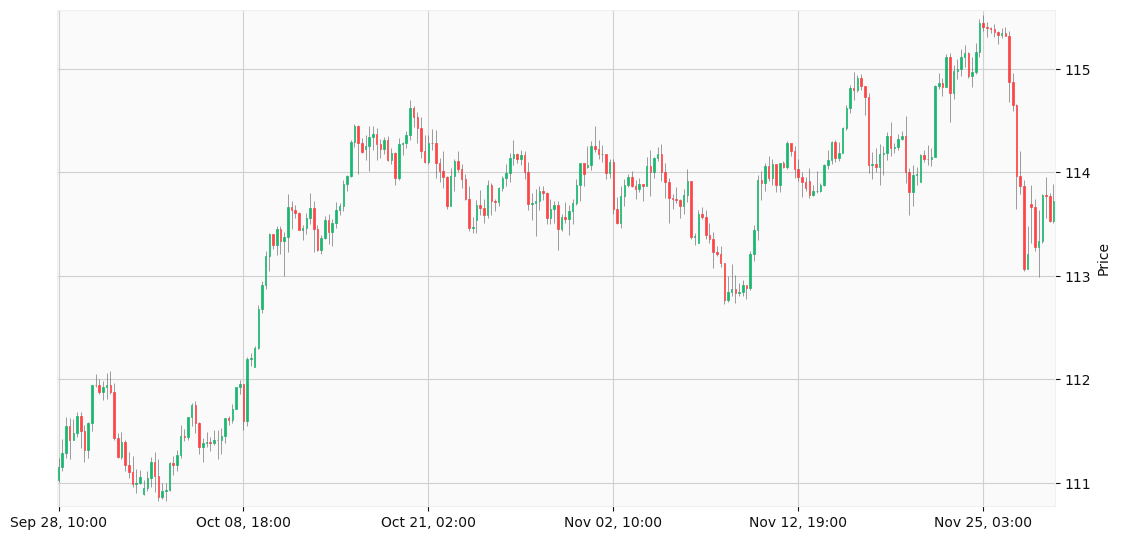 115
114
113
112
111
Price
Sep 28, 10:00
Oct 08, 18:00
Oct 21, 02:00
Nov 02, 10:00
Nov 12, 19:00
Nov 25, 03:00